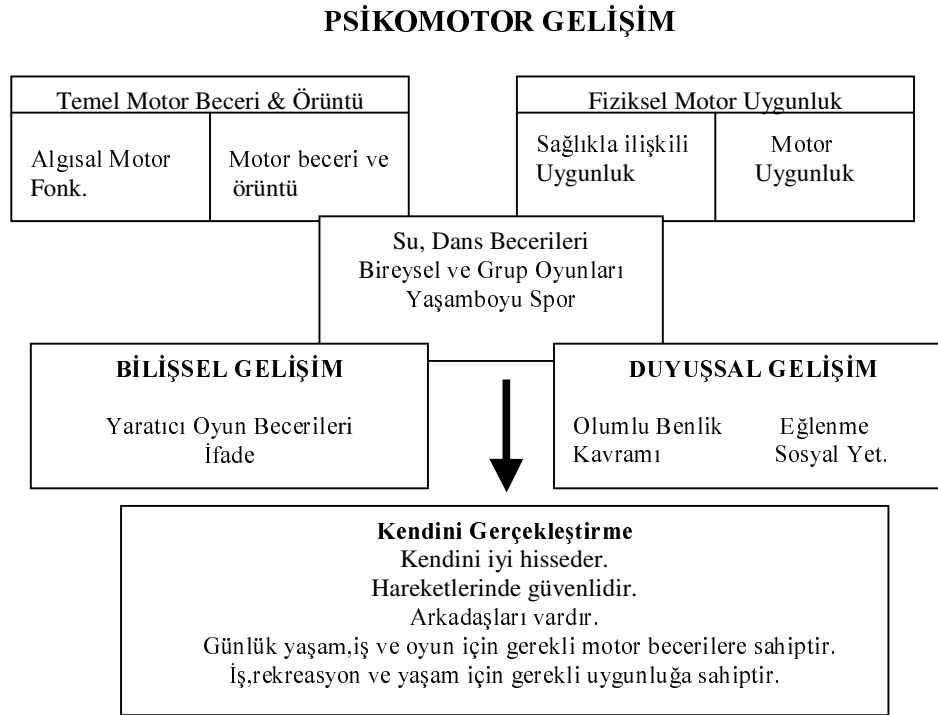 PSİKOMOTOR GELİŞİM
Temel Motor Beceri & Örüntü
Algısal Motor
Fonk.
Motor beceri ve
örüntü
Fiziksel Motor Uygunluk
Sağlıkla ilişkili
Uygunluk
Motor
Uygunluk
Su, Dans Becerileri
Bireysel ve Grup Oyunları
Yaşamboyu Spor
BİLİŞSEL GELİŞİM
Yaratıcı Oyun Becerileri
İfade
DUYUŞSAL GELİŞİM
Olumlu Benlik
Kavramı
Eğlenme
Sosyal Yet.
Kendini Gerçekleştirme
Kendini iyi hisseder.
Hareketlerinde güvenlidir.
Arkadaşları vardır.
Günlük yaşam,iş ve oyun için gerekli motor becerilere sahiptir.
İş,rekreasyon ve yaşam için gerekli uygunluğa sahiptir.